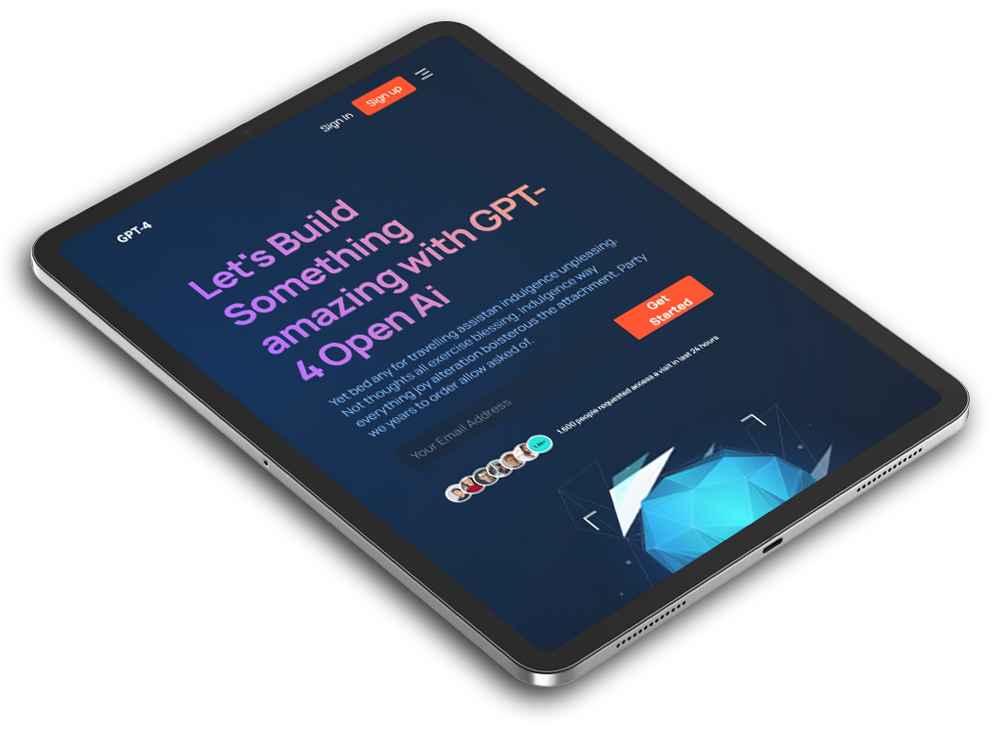 GPT-4
Sign in
Sign up
Let's Build
Something
amazing with GPT-
4 Open Ai
Yet bed any for travelling assistan indulgence unpleasing.
Not thoughts all exercise blessing. Indulgence way
everything joy alteration boisterous the attachment. Party
we years to order allow asked of.
Your Email Address
Get
Started
1,600 people requested access a visit in last 24 hours